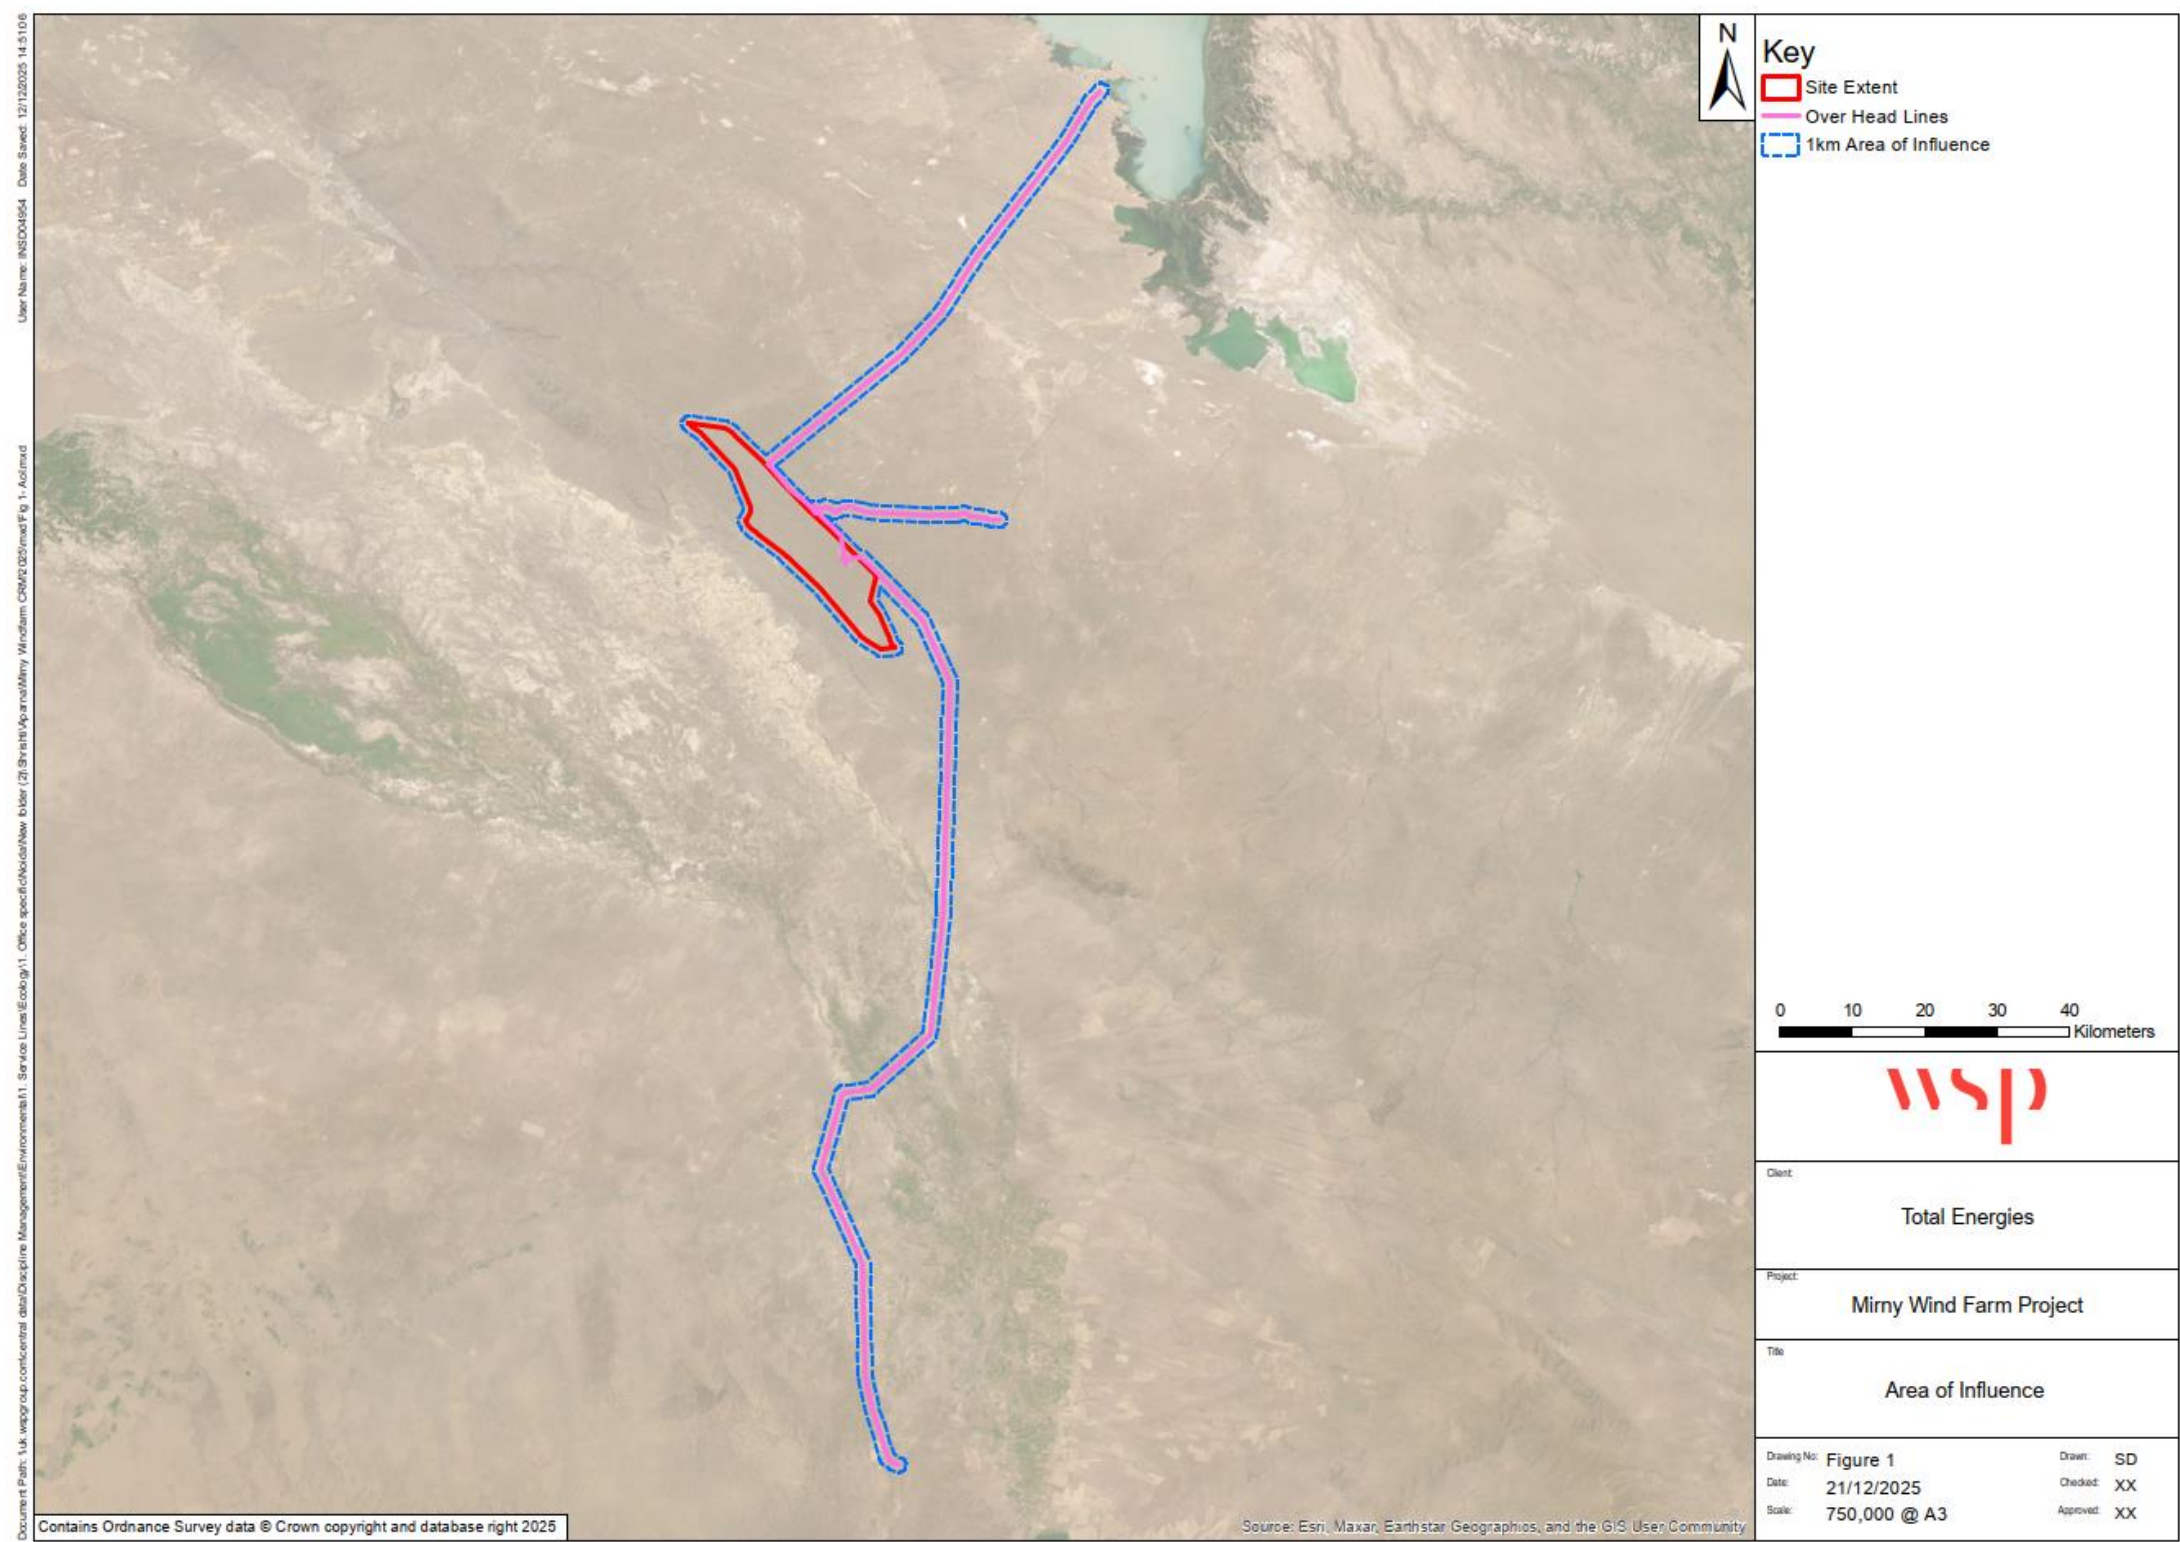 User Name: INSD04954 Date Saved: 12/12/2025 14:51:06
N
Key
Site Extent
Over Head Lines
1km Area of Influence
0 10 20 30 40
Kilometers
wsp
Client:
Total Energies
Project:
Mirny Wind Farm Project
Title
Area of Influence
Drawing No: Figure 1 Drawn: SD
Date: 21/12/2025 Checked: XX
Scale: 750,000 @ A3 Approved: XX
Contains Ordnance Survey data © Crown copyright and database right 2025
Source: Esri, Maxar, Earthstar Geographics, and the GIS User Community